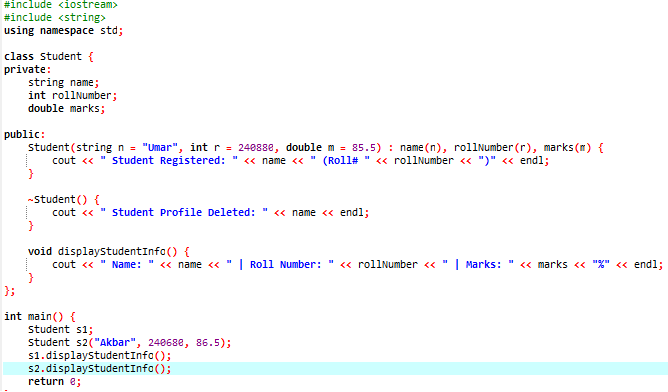 #include <iostream>
#include <string>
using namespace std;

class Student {
private:
    string name;
    int rollNumber;
    double marks;

public:
    Student(string n = "Umar", int r = 240880, double m = 85.5) : name(n), rollNumber(r), marks(m) {
        cout << " Student Registered: " << name << " (Roll# " << rollNumber << ")" << endl;
    }

    ~Student() {
        cout << " Student Profile Deleted: " << name << endl;
    }

    void displayStudentInfo() {
        cout << " Name: " << name << " | Roll Number: " << rollNumber << " | Marks: " << marks << "%" << endl;
    }
};

int main() {
    Student s1;
    Student s2("Akbar", 240680, 86.5);
    s1.displayStudentInfo();
    s2.displayStudentInfo();
    return 0;